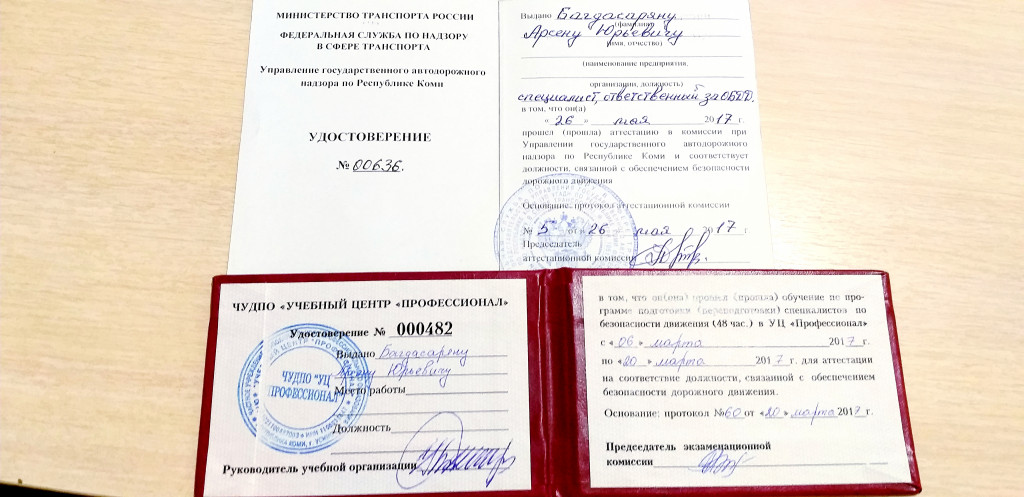 МИНИСТЕРСТВО ТРАНСПОРТА РОССИИ
ФЕДЕРАЛЬНАЯ СЛУЖБА ПО НАДЗОРУ
В СФЕРЕ ТРАНСПОРТА
Управление государственного автодорожного
надзора по Республике Коми
УДОСТОВЕРЕНИЕ
№ 00636.
Выдано Багдасаряну
(фамилия)
Арсену Юрьевичу
(имя, отчество)
(наименование предприятия,
организации, должность)
специалист, ответственный за ОБДД.
в том, что он(а)
« 26 » мая 2017 г.
прошел (прошла) аттестацию в комиссии при
Управлении государственного автодорожного
надзора по Республике Коми и соответствует
должности, связанной с обеспечением безопасности
дорожного движения
Основание: протокол аттестационной комиссии
№ 5 от « 26 » мая 2017 г.
Председатель
аттестационной комиссии
ЧУДПО «УЧЕБНЫЙ ЦЕНТР «ПРОФЕССИОНАЛ»
Удостоверение № 000482
Выдано Багдасаряну
Арсену Юрьевичу
Место работы
Должность
Руководитель учебной организации
ЧУДПО "УЦ
ПРОФЕССИОНАЛ"
в том, что он(она) прошел (прошла) обучение по про-
грамме подготовки (переподготовки) специалистов по
безопасности движения (48 час.) в УЦ «Профессионал»
с « 06 » марта 2017 г.
по «20 » марта 2017 г. для аттестации
на соответствие должности, связанной с обеспечением
безопасности дорожного движения.
Основание: протокол №60 от «20» марта 2017 г.
Председатель экзаменационной
комиссии